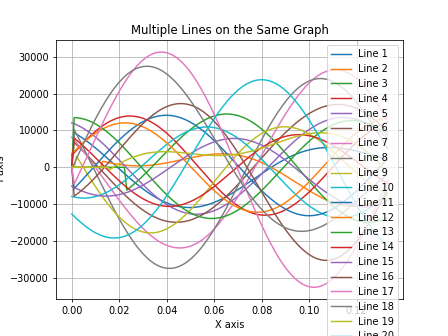 Multiple Lines on the Same Graph
30000
20000
10000
0
−10000
−20000
−30000
0.00
0.02
0.04
0.06
0.08
0.10
X axis
axis
Line 1
Line 2
Line 3
Line 4
Line 6
Line 7
Line 8
Line 9
Line 10
Line 11
Line 12
Line 13
Line 14
Line 15
Line 16
Line 17
Line 18
Line 19
Line 20